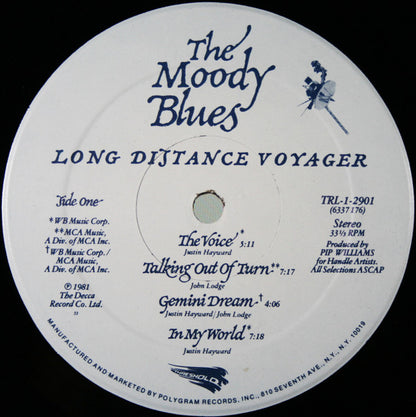 The
Moody
Blues
LONG DISTANCE VOYAGER
Side One
*WB Music Corp.
**MCA Music,
A Div. of MCA Inc.
†WB Music Corp./
MCA Music,
A Div. of MCA Inc.
℗ 1981
The Decca
Record Co. Ltd.
TRL-1-2901
(6337 176)
Stereo
33⅓ RPM
Produced by
PIP WILLIAMS
for Handle Artists.
All Selections ASCAP
The Voice* 5:11
Justin Hayward
Talking Out Of Turn** 7:17
John Lodge
Gemini Dream-† 4:06
Justin Hayward/John Lodge
In My World* 7:18
Justin Hayward
THRESHOLD
MANUFACTURED AND MARKETED BY POLYGRAM RECORDS, INC., 810 SEVENTH AVE., N.Y., N.Y. 10019